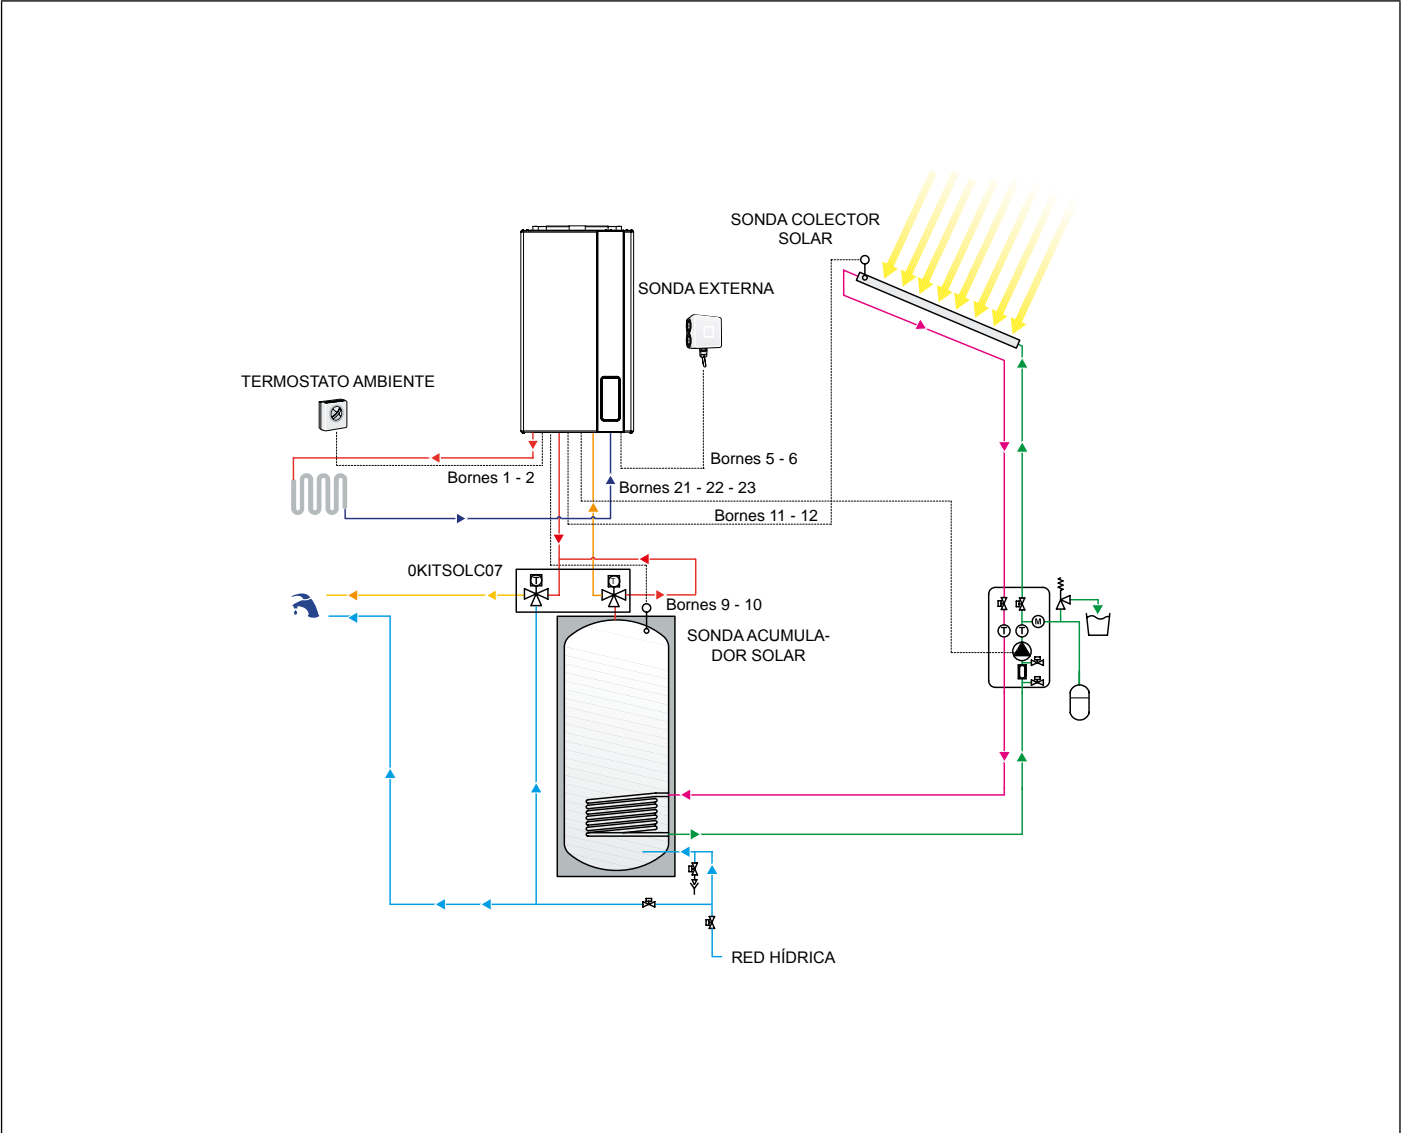 SONDA COLECTOR
SOLAR
SONDA EXTERNA
TERMOSTATO AMBIENTE
Bornes 5 - 6
Bornes 1 - 2
Bornes 21 - 22 - 23
Bornes 11 - 12
0KITSOLC07
T
T
Bornes 9 - 10
SONDA ACUMULA-
DOR SOLAR
M
T
T
RED HÍDRICA